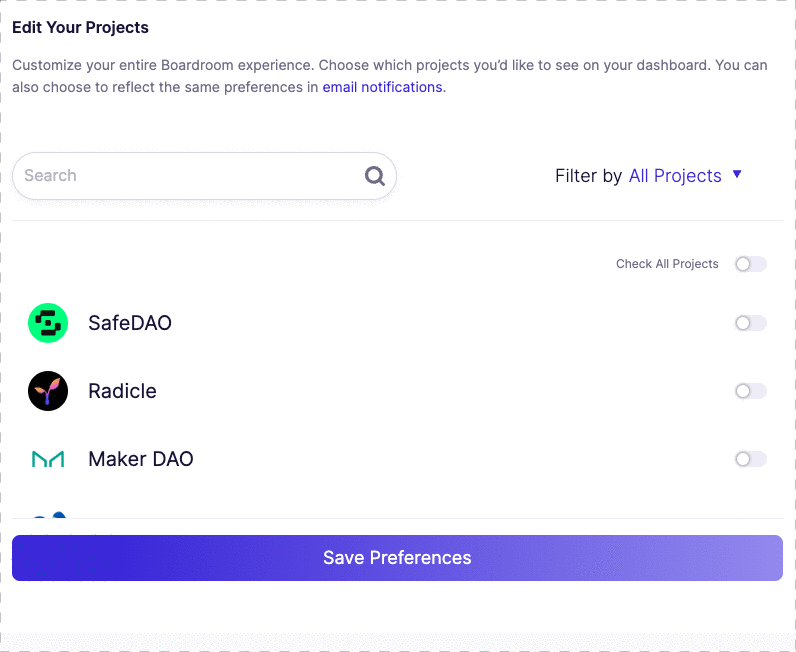 Edit Your Projects
Customize your entire Boardroom experience. Choose which projects you’d like to see on your dashboard. You can
also choose to reflect the same preferences in email notifications.
Search
Filter by All Projects
Check All Projects
SafeDAO
Radicle
Maker DAO
Save Preferences